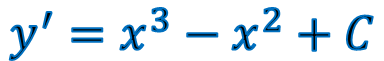 y′ = x³ − x² + C